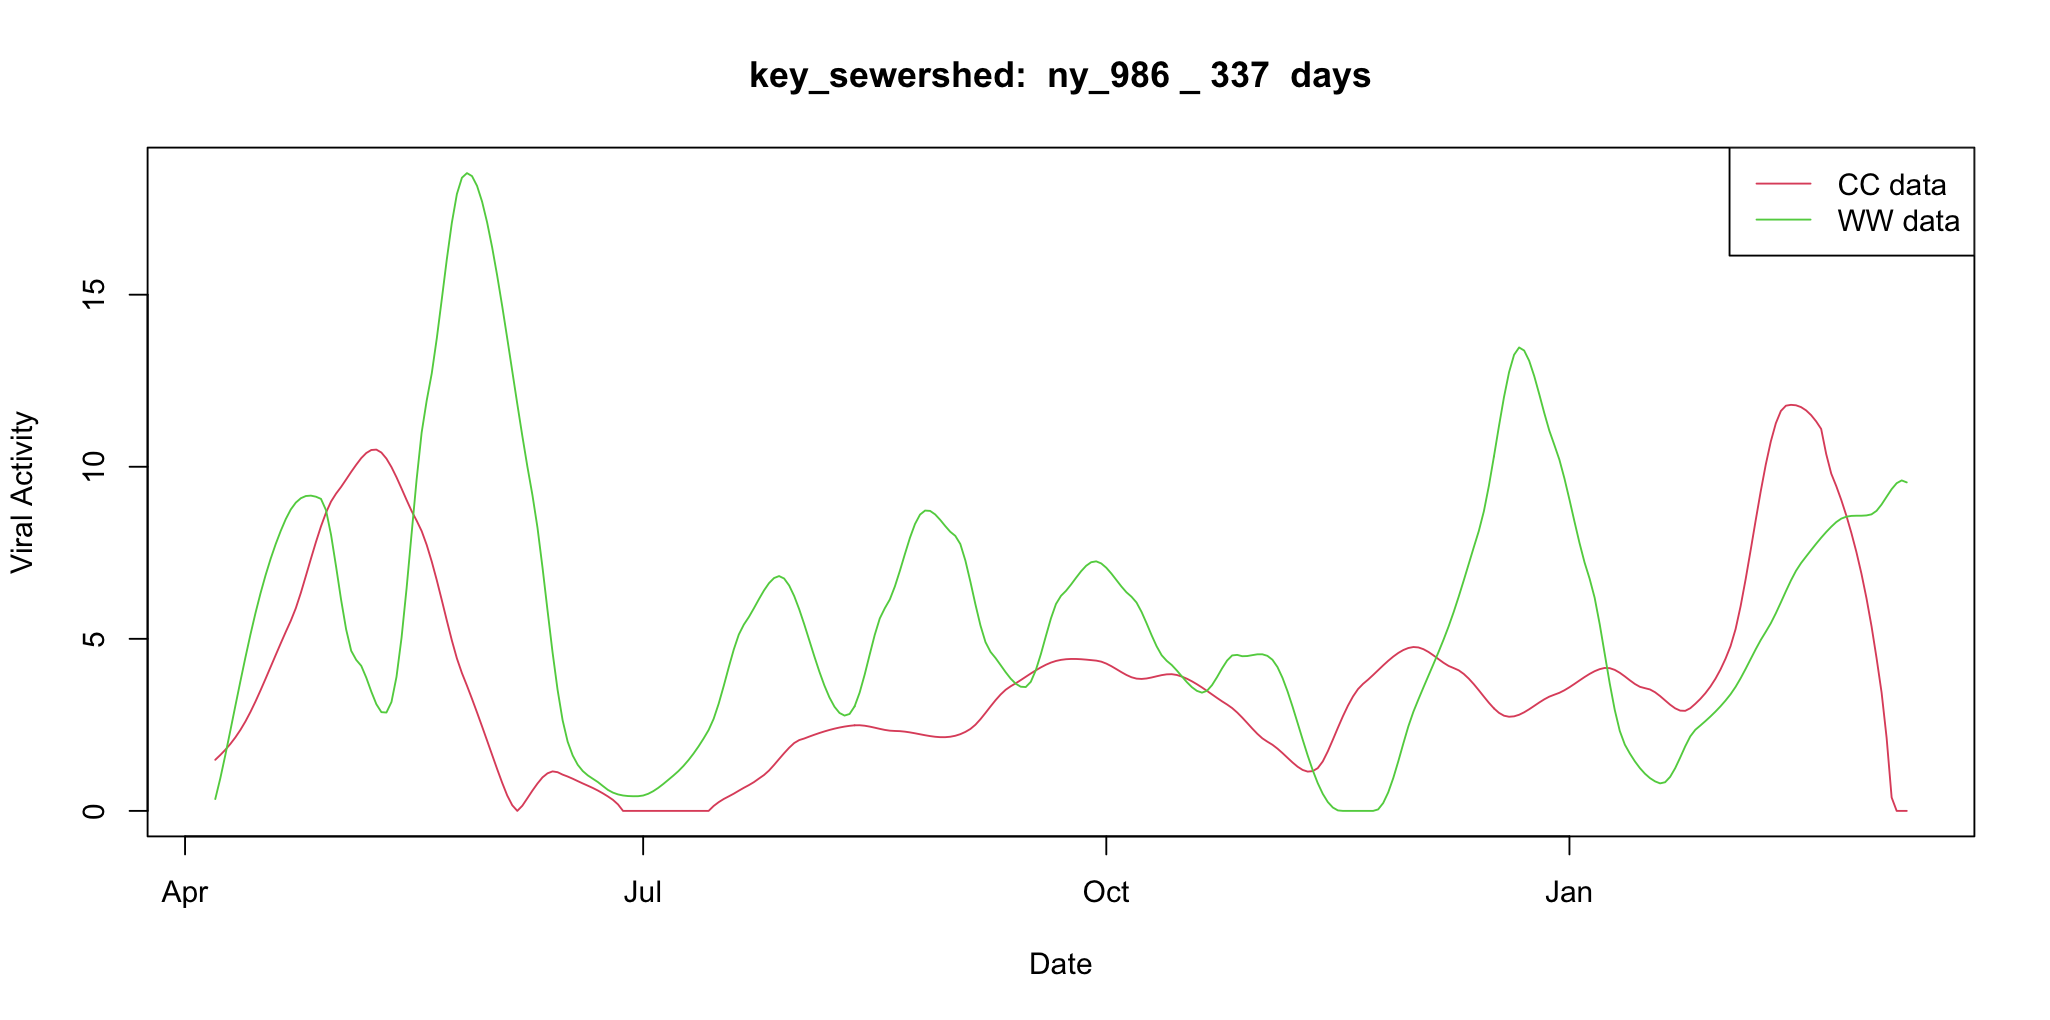 key_sewershed:  ny_986 _ 337  days
CC data
WW data
Viral Activity
15
10
5
0
Apr
Jul
Oct
Jan
Date